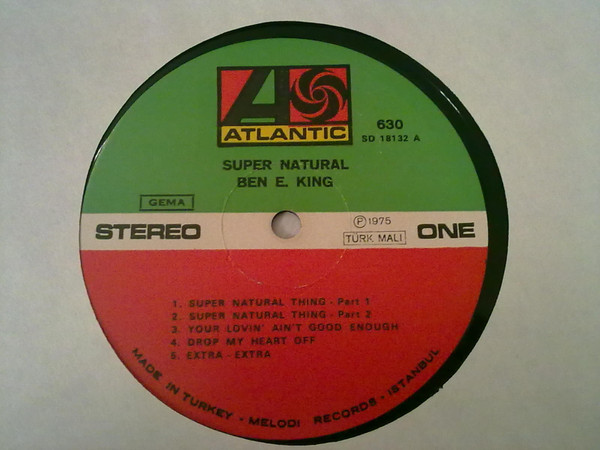 ATLANTIC
630
SD 18132 A
SUPER NATURAL
BEN E. KING
GEMA
STEREO
℗ 1975
TÜRK MALI
ONE
1. SUPER NATURAL THING - Part 1
2. SUPER NATURAL THING - Part 2
3. YOUR LOVIN' AIN'T GOOD ENOUGH
4. DROP MY HEART OFF
5. EXTRA - EXTRA
MADE IN TURKEY • MELODI RECORDS • ISTANBUL